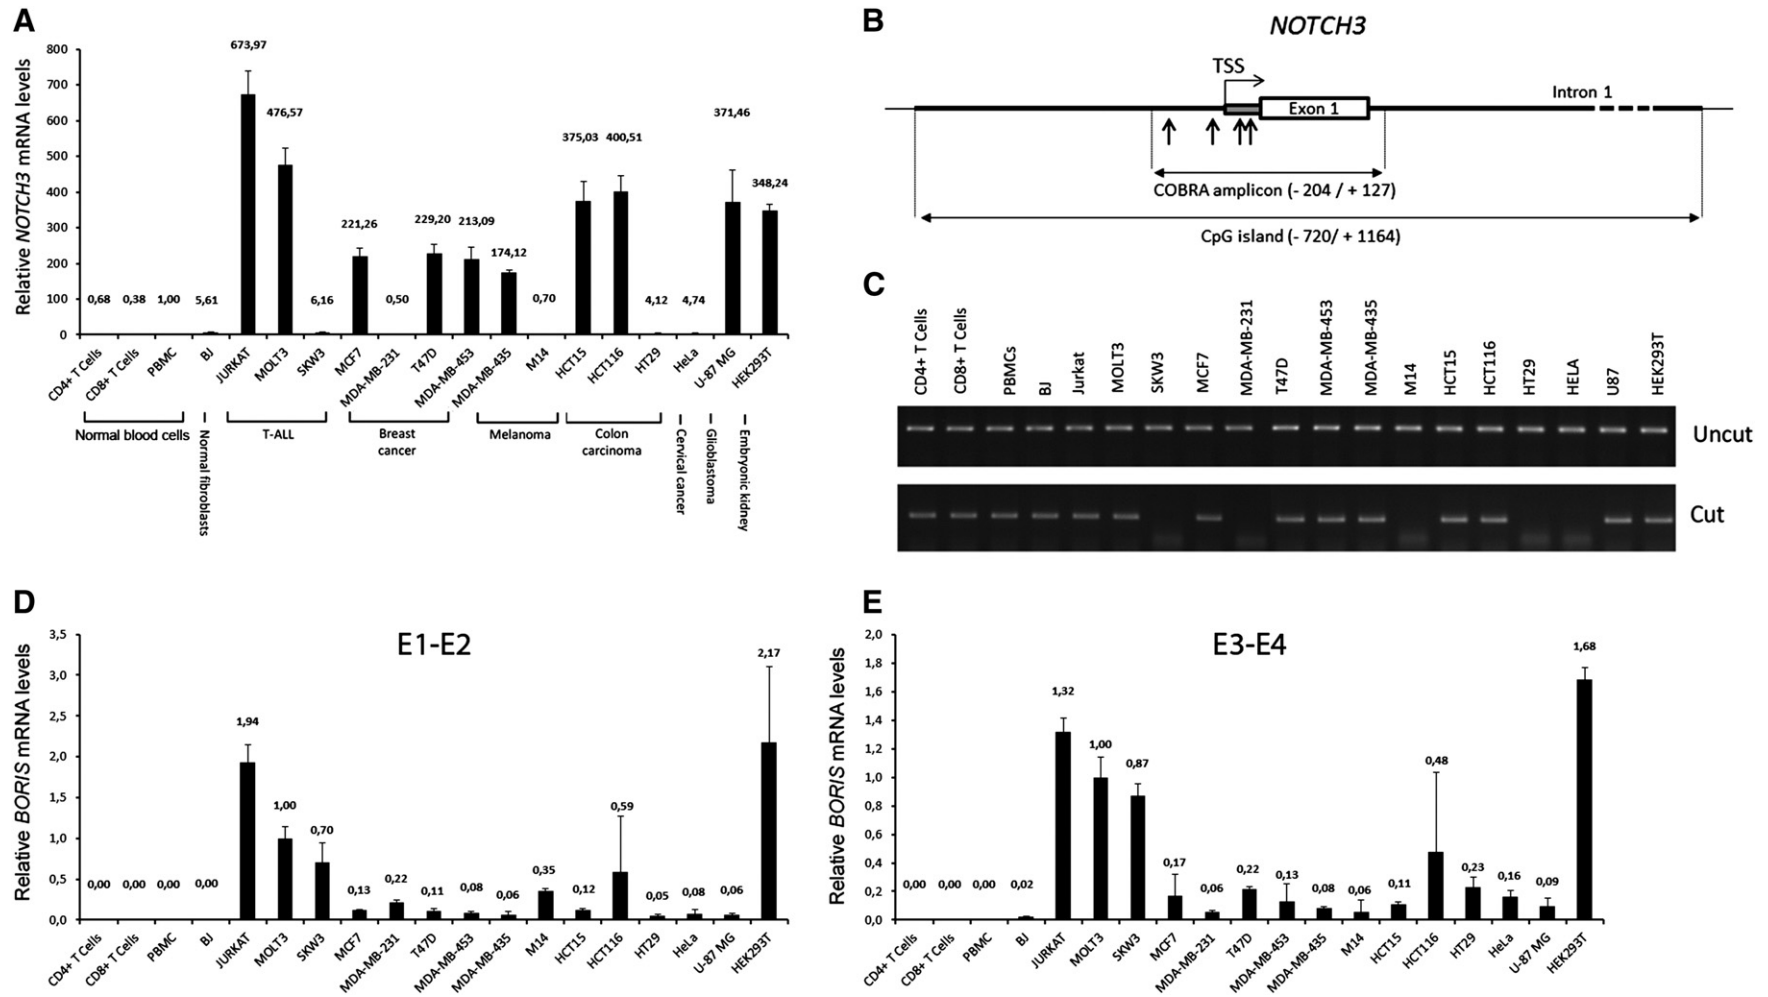 A
Relative NOTCH3 mRNA levels
800
700
600
500
400
300
200
100
0
0,68
0,38
1,00
5,61
673,97
476,57
6,16
221,26
0,50
229,20
213,09
174,12
0,70
375,03
400,51
4,12
4,74
371,46
348,24
CD4+ T Cells
CD8+ T Cells
PBMC
BJ
JURKAT
MOLT3
SKW3
MCF7
MDA-MB-231
T47D
MDA-MB-453
MDA-MB-435
M14
HCT15
HCT116
HT29
HeLa
U-87 MG
HEK293T
Normal blood cells
Normal fibroblasts
T-ALL
Breast
cancer
Melanoma
Colon
carcinoma
Cervical cancer
Glioblastoma
Embryonic kidney
B
NOTCH3
TSS
Exon 1
Intron 1
COBRA amplicon (- 204 / + 127)
CpG island (- 720/ + 1164)
C
CD4+ T Cells
CD8+ T Cells
PBMCs
BJ
Jurkat
MOLT3
SKW3
MCF7
MDA-MB-231
T47D
MDA-MB-453
MDA-MB-435
M14
HCT15
HCT116
HT29
HELA
U87
HEK293T
Uncut
Cut
D
E1-E2
Relative BORIS mRNA levels
3,5
3,0
2,5
2,0
1,5
1,0
0,5
0,0
0,00
0,00
0,00
0,00
1,94
1,00
0,70
0,13
0,22
0,11
0,08
0,06
0,35
0,12
0,59
0,05
0,08
0,06
2,17
CD4+ T Cells
CD8+ T Cells
PBMC
BJ
JURKAT
MOLT3
SKW3
MCF7
MDA-MB-231
T47D
MDA-MB-453
MDA-MB-435
M14
HCT15
HCT116
HT29
HeLa
U-87 MG
HEK293T
E
E3-E4
Relative BORIS mRNA levels
2,0
1,8
1,6
1,4
1,2
1,0
0,8
0,6
0,4
0,2
0,0
0,00
0,00
0,00
0,02
1,32
1,00
0,87
0,17
0,06
0,22
0,13
0,08
0,06
0,11
0,48
0,23
0,16
0,09
1,68
CD4+ T Cells
CD8+ T Cells
PBMC
BJ
JURKAT
MOLT3
SKW3
MCF7
MDA-MB-231
T47D
MDA-MB-453
MDA-MB-435
M14
HCT15
HCT116
HT29
HeLa
U-87 MG
HEK293T